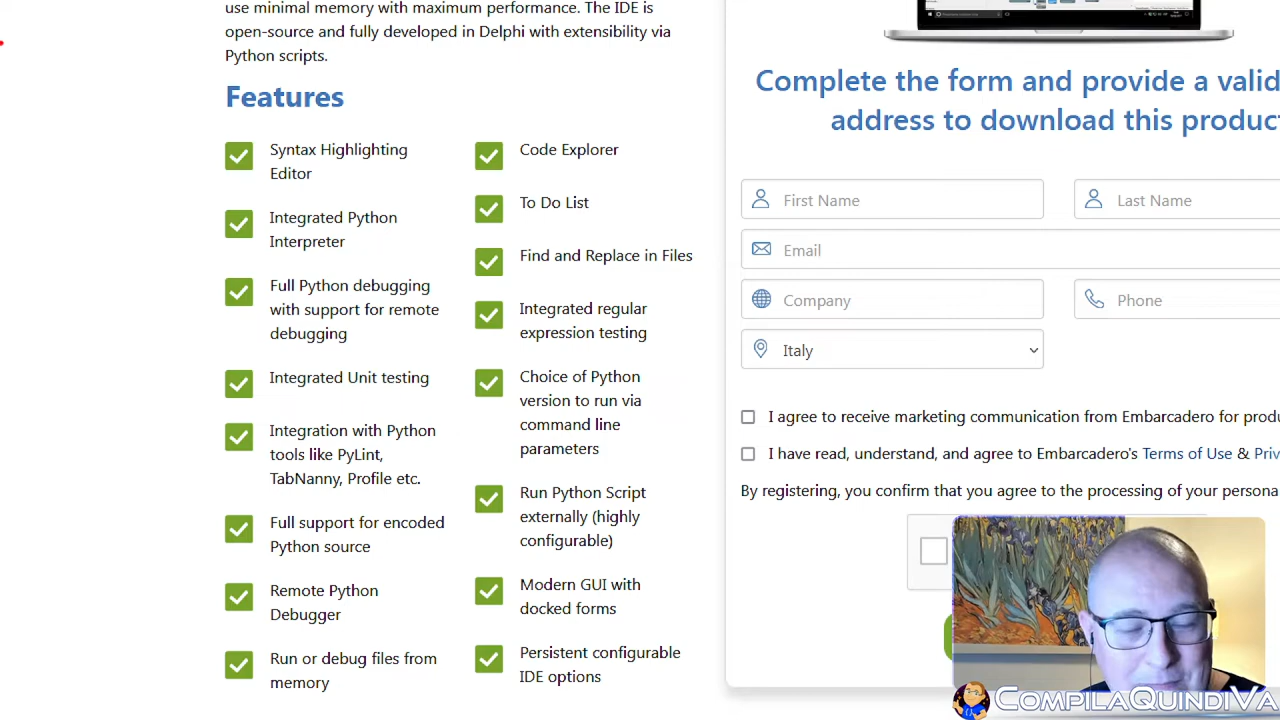 use minimal memory with maximum performance. The IDE is
open-source and fully developed in Delphi with extensibility via
Python scripts.
Features
Syntax Highlighting
Editor
Integrated Python
Interpreter
Full Python debugging
with support for remote
debugging
Integrated Unit testing
Integration with Python
tools like PyLint,
TabNanny, Profile etc.
Full support for encoded
Python source
Remote Python
Debugger
Run or debug files from
memory
Code Explorer
To Do List
Find and Replace in Files
Integrated regular
expression testing
Choice of Python
version to run via
command line
parameters
Run Python Script
externally (highly
configurable)
Modern GUI with
docked forms
Persistent configurable
IDE options
Complete the form and provide a valid
address to download this product
First Name
Last Name
Email
Company
Phone
Italy
I agree to receive marketing communication from Embarcadero for produ
I have read, understand, and agree to Embarcadero's Terms of Use & Priv
By registering, you confirm that you agree to the processing of your persona
CompilaQuindiVa